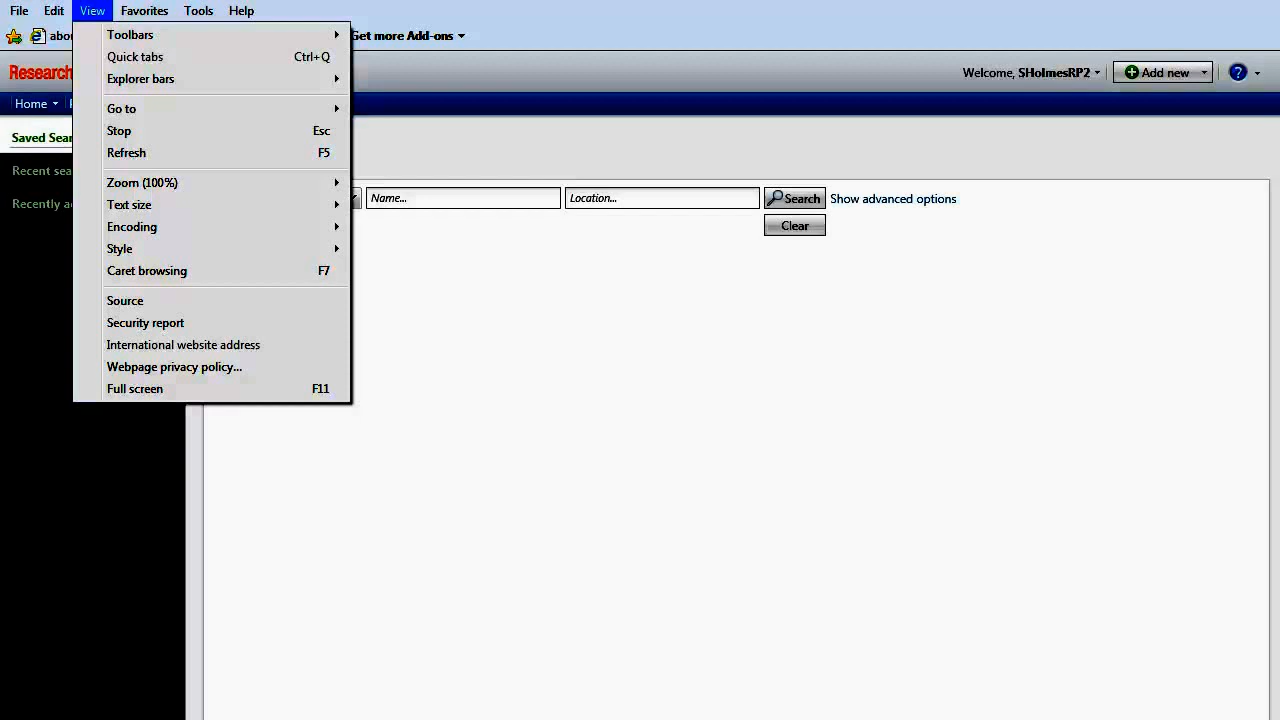 File Edit View Favorites Tools Help
Get more Add-ons
Toolbars
Quick tabs Ctrl+Q
Explorer bars
Go to
Stop Esc
Refresh F5
Zoom (100%)
Text size
Encoding
Style
Caret browsing F7
Source
Security report
International website address
Webpage privacy policy...
Full screen F11
Research
Welcome, SHolmesRP2 Add new ?
Home
Saved Sear
Recent sea
Recently a
Name... Location... Search Show advanced options
Clear